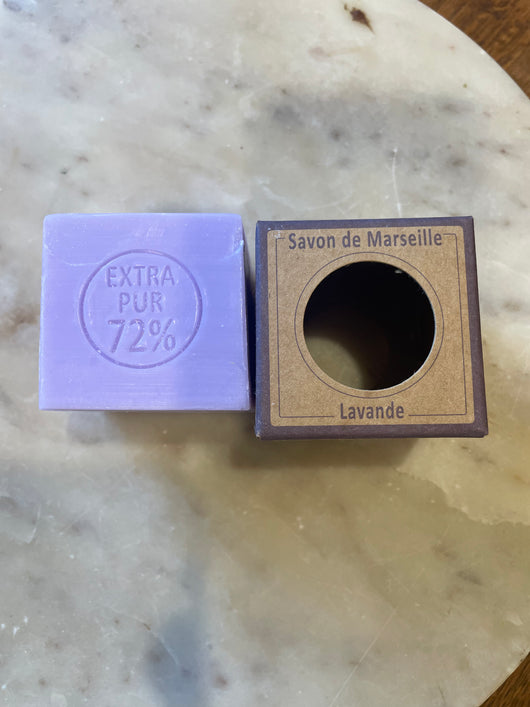 EXTRA
PUR
72%
Savon de Marseille
Lavande